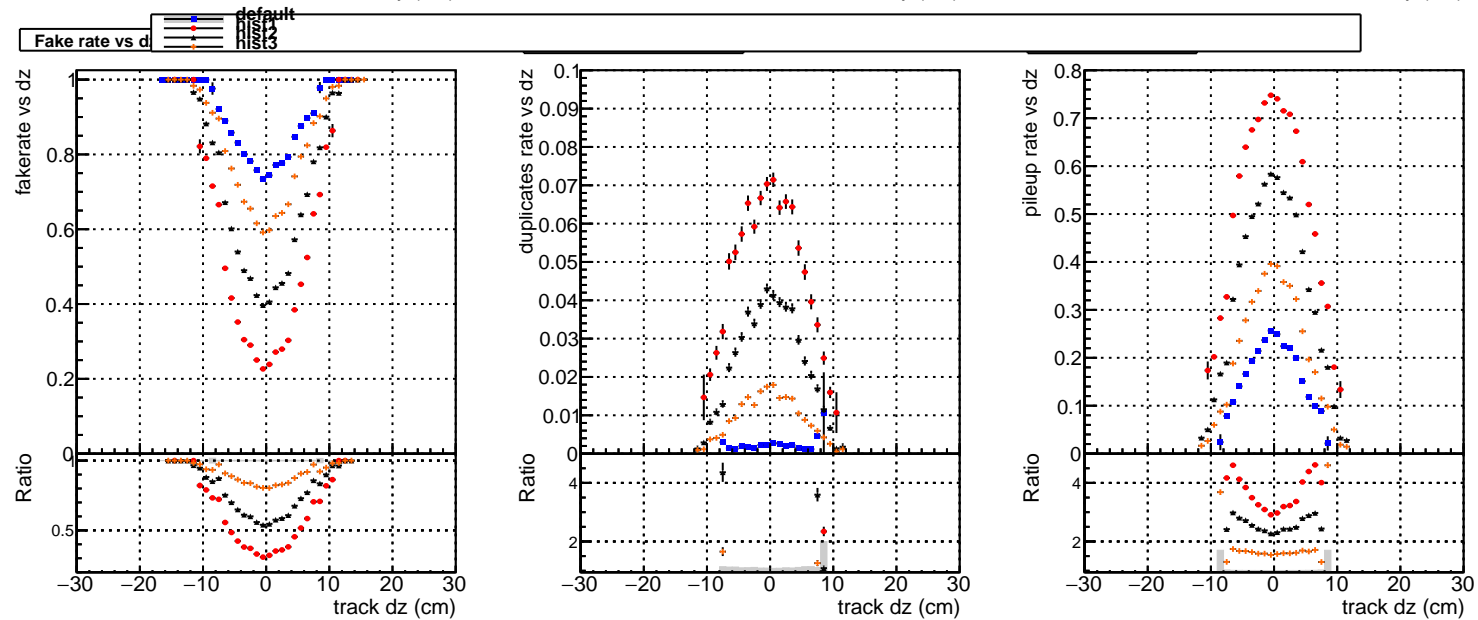 default
hist1
hist2
hist3
Fake rate vs dz
fakerate vs dz
1
0.8
0.6
0.4
0.2
0
Ratio
1
0.5
−30 −20 −10 0 10 20 30
track dz (cm)
duplicates rate vs dz
0.1
0.09
0.08
0.07
0.06
0.05
0.04
0.03
0.02
0.01
0
Ratio
4
2
−30 −20 −10 0 10 20 30
track dz (cm)
pileup rate vs dz
0.8
0.7
0.6
0.5
0.4
0.3
0.2
0.1
0
Ratio
4
2
−30 −20 −10 0 10 20 30
track dz (cm)